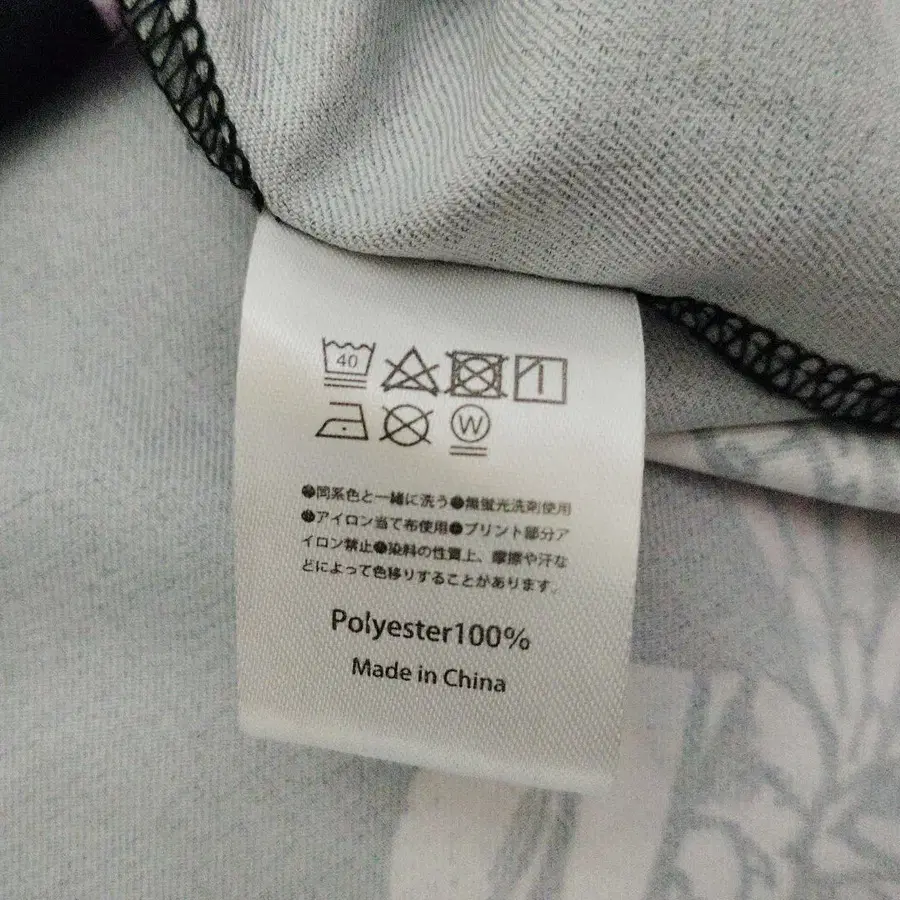 40
W
●同系色と一緒に洗う●無蛍光洗剤使用
●アイロン当て布使用●プリント部分ア
イロン禁止●染料の性質上、摩擦や汗な
どによって色移りすることがあります。
Polyester100%
Made in China